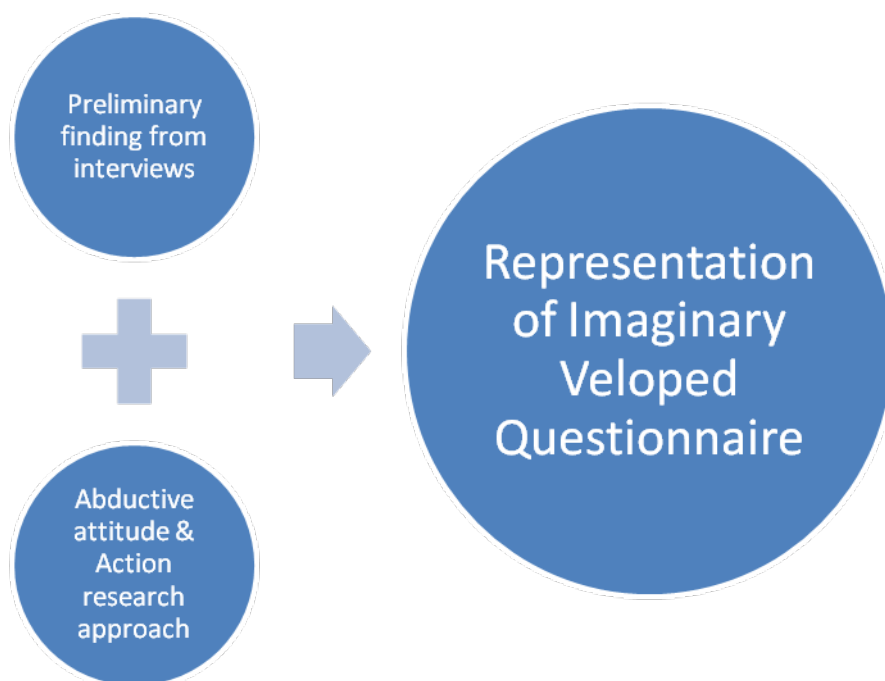 Preliminary
finding from
interviews
Abductive
attitude &
Action
research
approach
Representation
of Imaginary
Veloped
Questionnaire